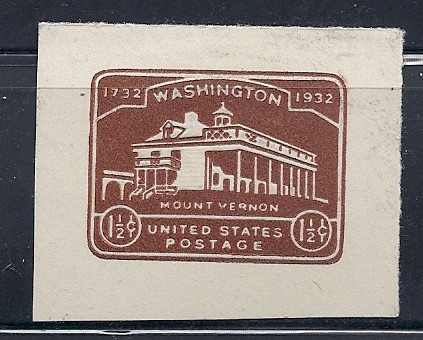 1732 WASHINGTON 1932
MOUNT VERNON
1½¢ UNITED STATES 1½¢
POSTAGE